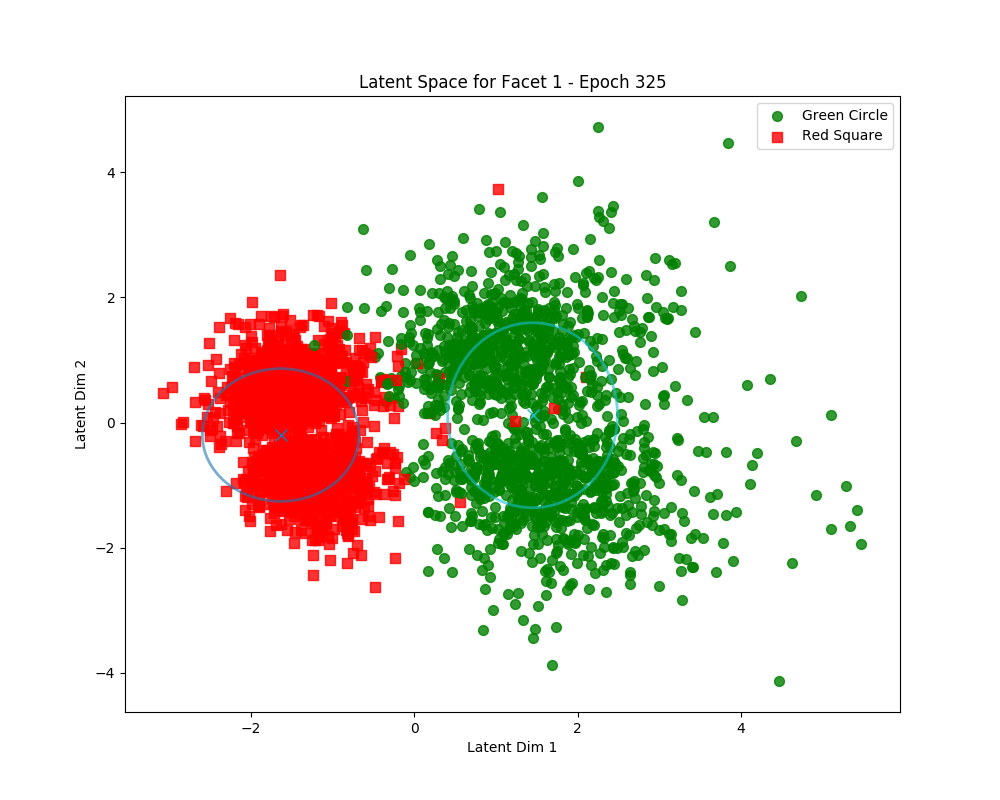 Latent Space for Facet 1 - Epoch 325
Green Circle
Red Square
4
2
0
−2
−4
Latent Dim 2
−2
0
2
4
Latent Dim 1